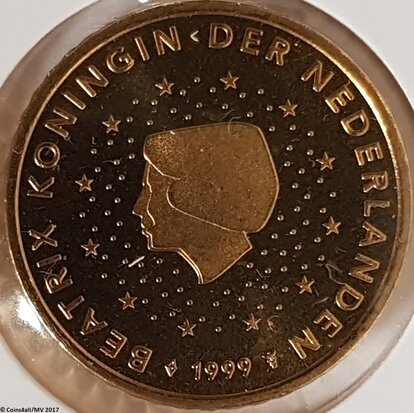 BEATRIX KONINGIN DER NEDERLANDEN
1999
© Coins4all/MV 2017